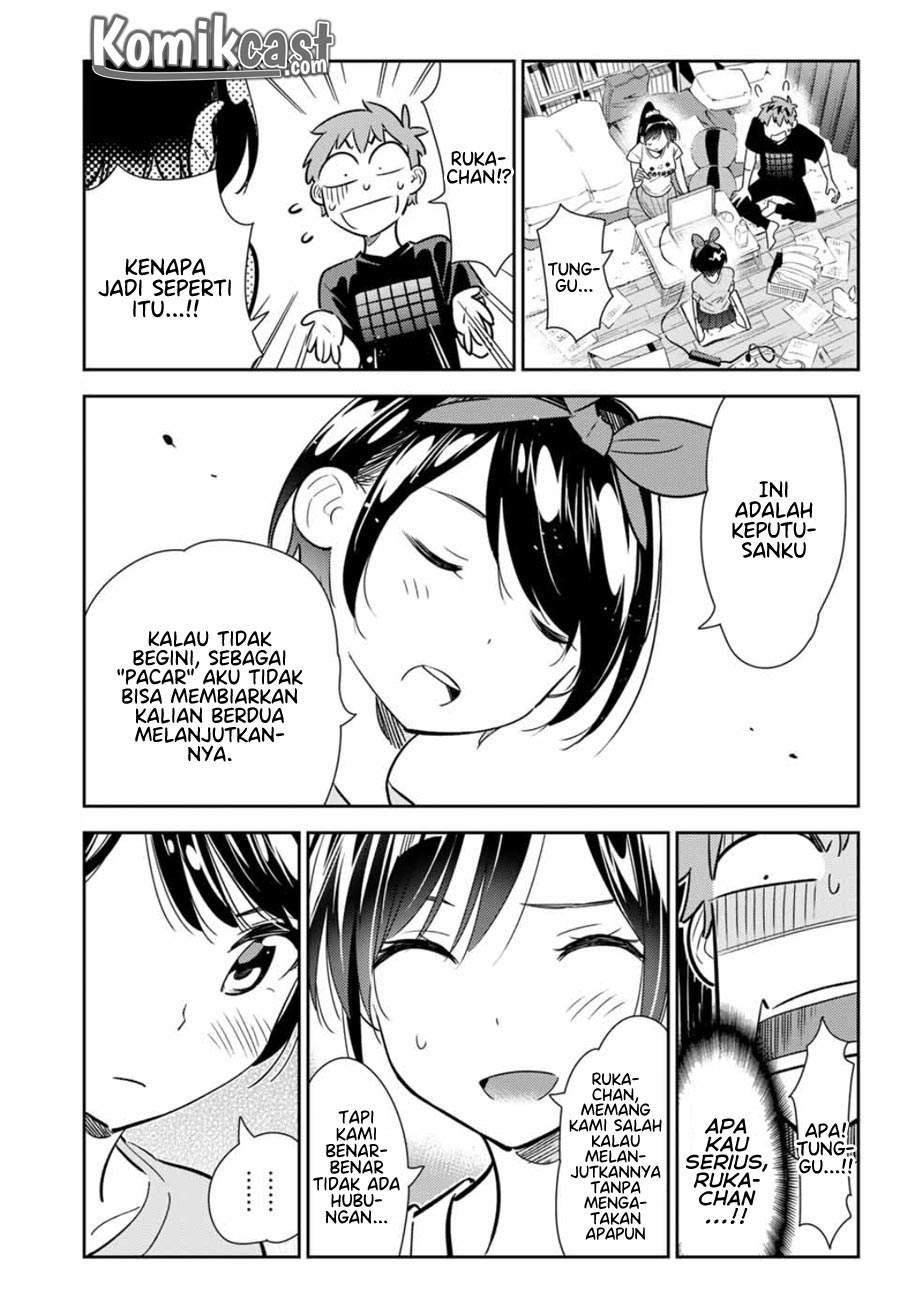 Komikcast
.com
TUNG-
GU...
RUKA-
CHAN!?
KENAPA
JADI SEPERTI
ITU...!!
INI
ADALAH
KEPUTU-
SANKU
KALAU TIDAK
BEGINI, SEBAGAI
"PACAR" AKU TIDAK
BISA MEMBIARKAN
KALIAN BERDUA
MELANJUTKAN-
NYA.
APA!
TUNG-
GU...!!
APA
KAU
SERIUS,
RUKA-
CHAN
...!!
RUKA-
CHAN,
MEMANG
KAMI SALAH
KALAU
MELAN-
JUTKANNYA
TANPA
MENGA-
TAKAN
APAPUN
TAPI
KAMI
BENAR-
BENAR
TIDAK ADA
HUBU-
NGAN...
......